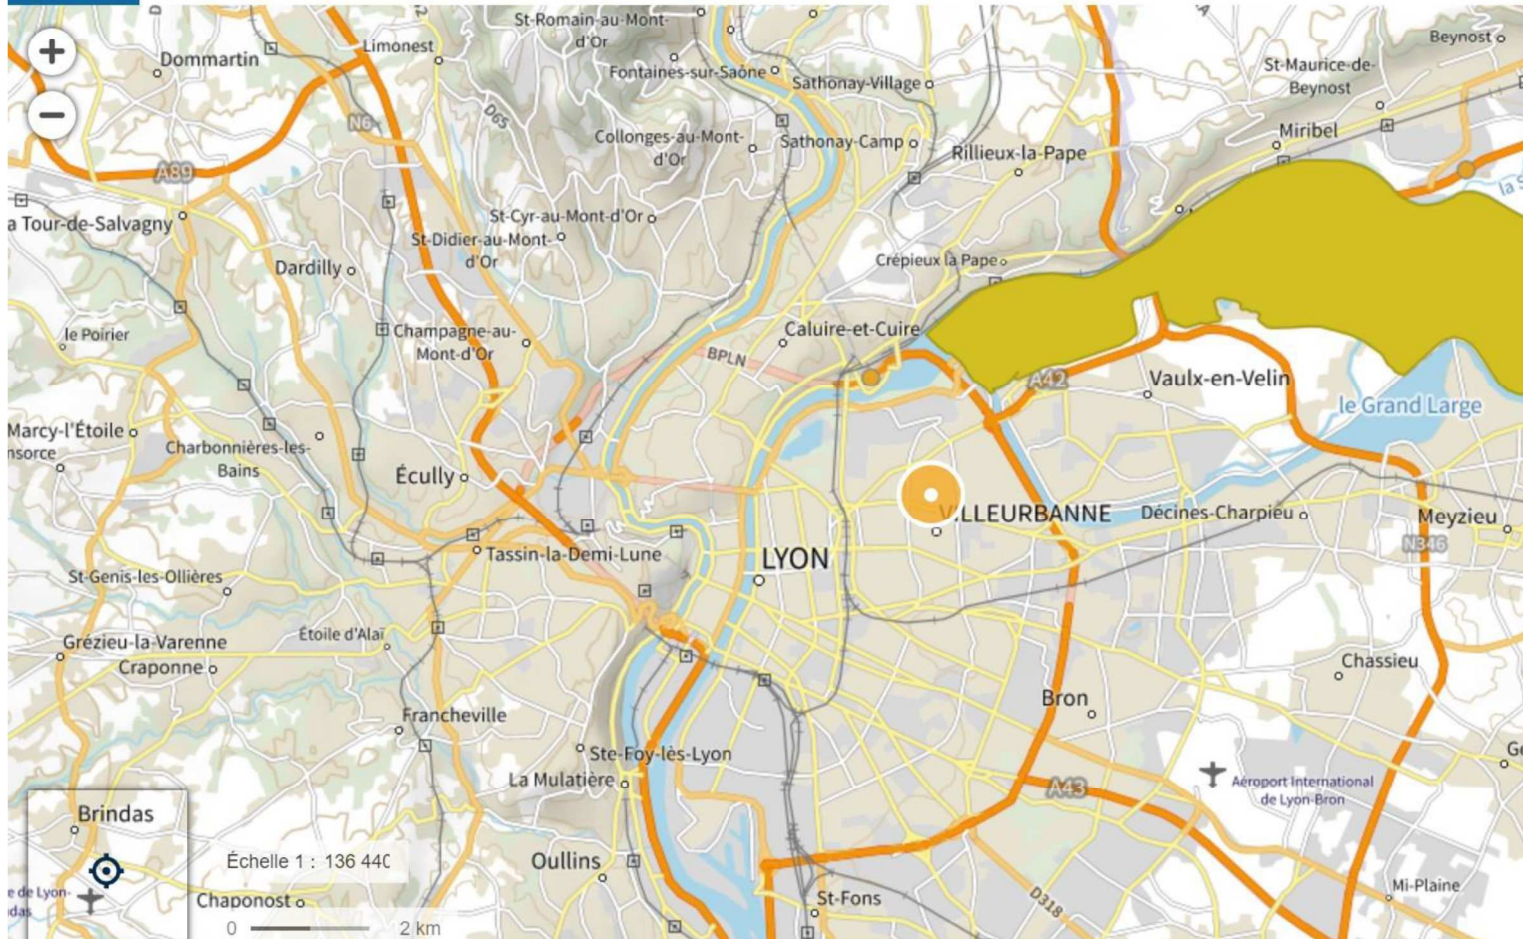 +
−
St-Romain-au-Mont-
d'Or
Limonest
Dommartin
Beynost
Fontaines-sur-Saône
Sathonay-Village
St-Maurice-de-
Beynost
D65
N6
Collonges-au-Mont-
d'Or
Sathonay-Camp
Rillieux-la-Pape
Miribel
A89
a Tour-de-Salvagny
St-Cyr-au-Mont-d'Or
St-Didier-au-Mont-
d'Or
Dardilly
Crépieux la Pape
le Poirier
Champagne-au-
Mont-d'Or
Caluire-et-Cuire
BPLN
A42
Vaulx-en-Velin
le Grand Large
Marcy-l'Étoile
nsorce
Charbonnières-les-
Bains
Écully
VILLEURBANNE
Décines-Charpieu
Meyzieu
N346
Tassin-la-Demi-Lune
LYON
St-Genis-les-Ollières
Étoile d'Alaï
Grézieu-la-Varenne
Craponne
Chassieu
Bron
Francheville
Ste-Foy-lès-Lyon
La Mulatière
A43
Aéroport International
de Lyon-Bron
Ge
Brindas
Échelle 1 : 136 440
Oullins
e de Lyon-
ndas
Chaponost
St-Fons
D318
Mi-Plaine
0
2 km